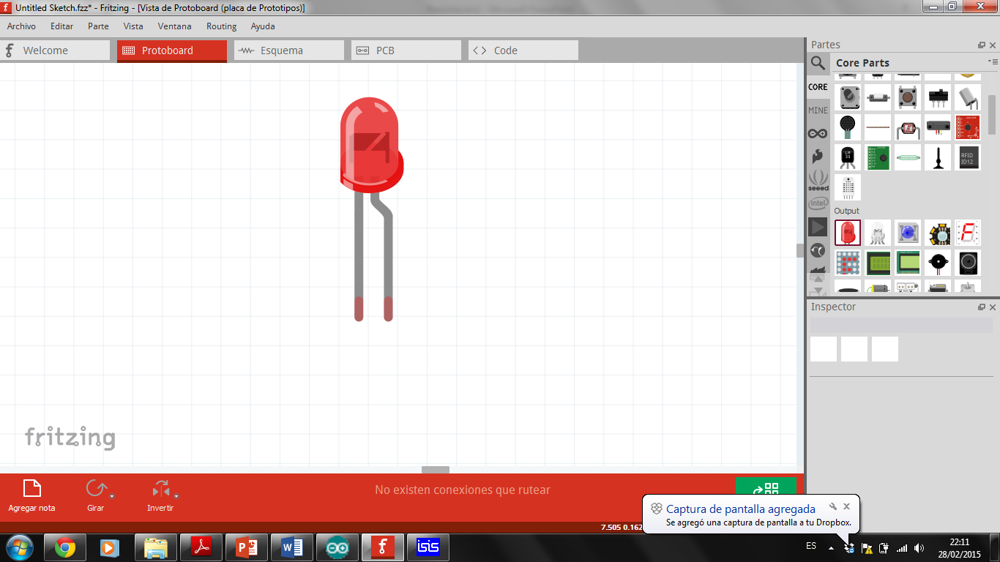 Untitled Sketch.fzz* - Fritzing - [Vista de Protoboard (placa de Prototipos)]
Archivo Editar Parte Vista Ventana Routing Ayuda
Welcome Protoboard Esquema PCB Code
Partes
Core Parts
CORE
MINE
seeed
intel
LM
35
RFID
ID12
Output
Inspector
fritzing
Agregar nota Girar Invertir
No existen conexiones que rutear
7.505 0.162
Captura de pantalla agregada
Se agregó una captura de pantalla a tu Dropbox.
isis
ES
22:11
28/02/2015